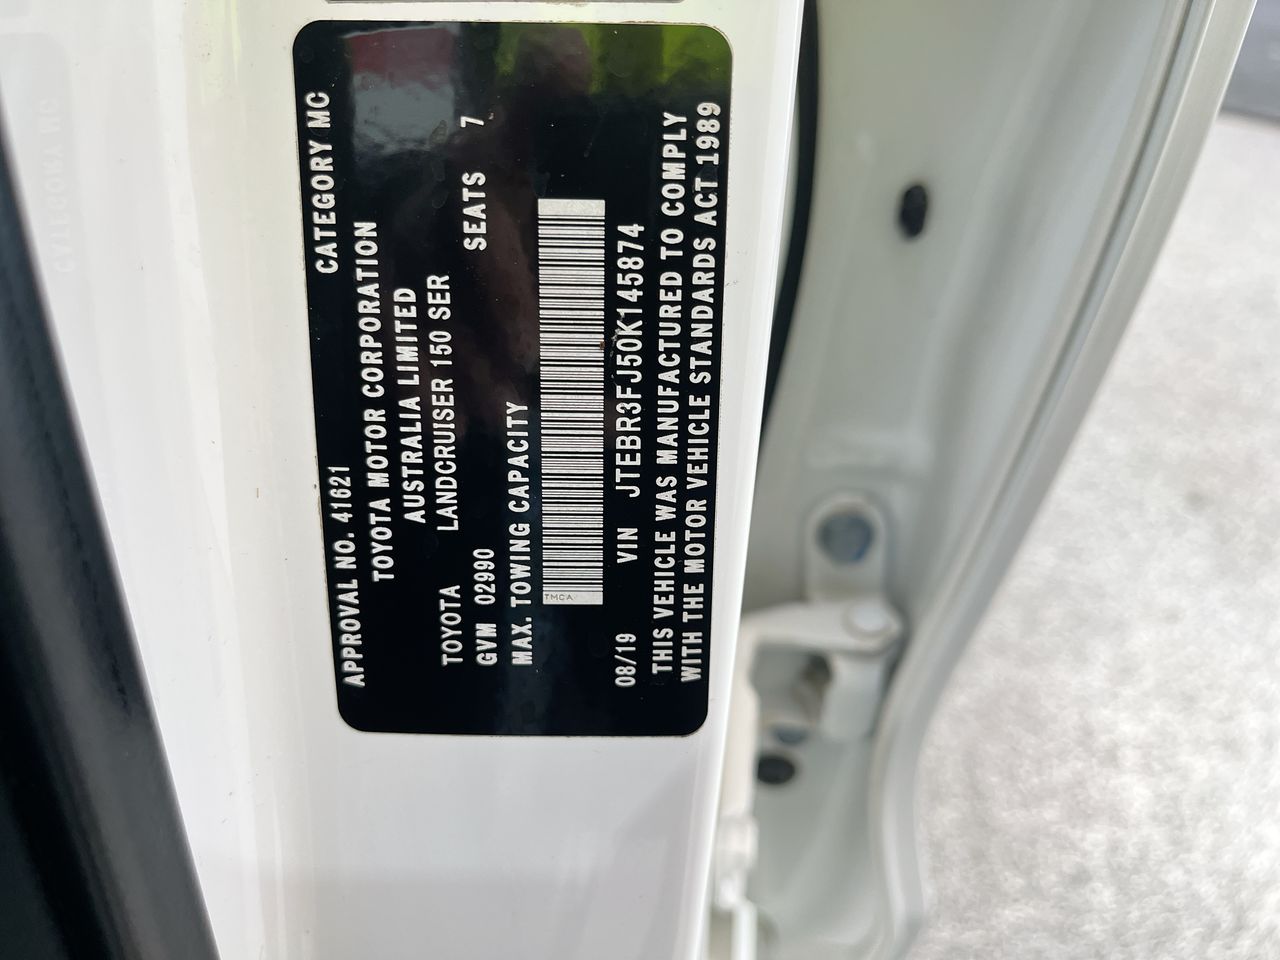 APPROVAL NO. 41621 CATEGORY MC
TOYOTA MOTOR CORPORATION
AUSTRALIA LIMITED
TOYOTA LANDCRUISER 150 SER
GVM 02990 SEATS 7
MAX. TOWING CAPACITY
TMCA
08/19 VIN JTEBR3FJ50K145874
THIS VEHICLE WAS MANUFACTURED TO COMPLY
WITH THE MOTOR VEHICLE STANDARDS ACT 1989